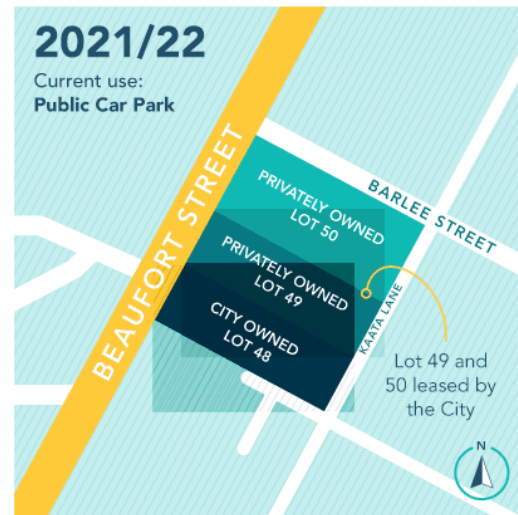 2021/22
Current use:
Public Car Park
BEAUFORT STREET
BARLEE STREET
PRIVATELY OWNED
LOT 50
PRIVATELY OWNED
LOT 49
CITY OWNED
LOT 48
KAATA LANE
Lot 49 and
50 leased by
the City
N